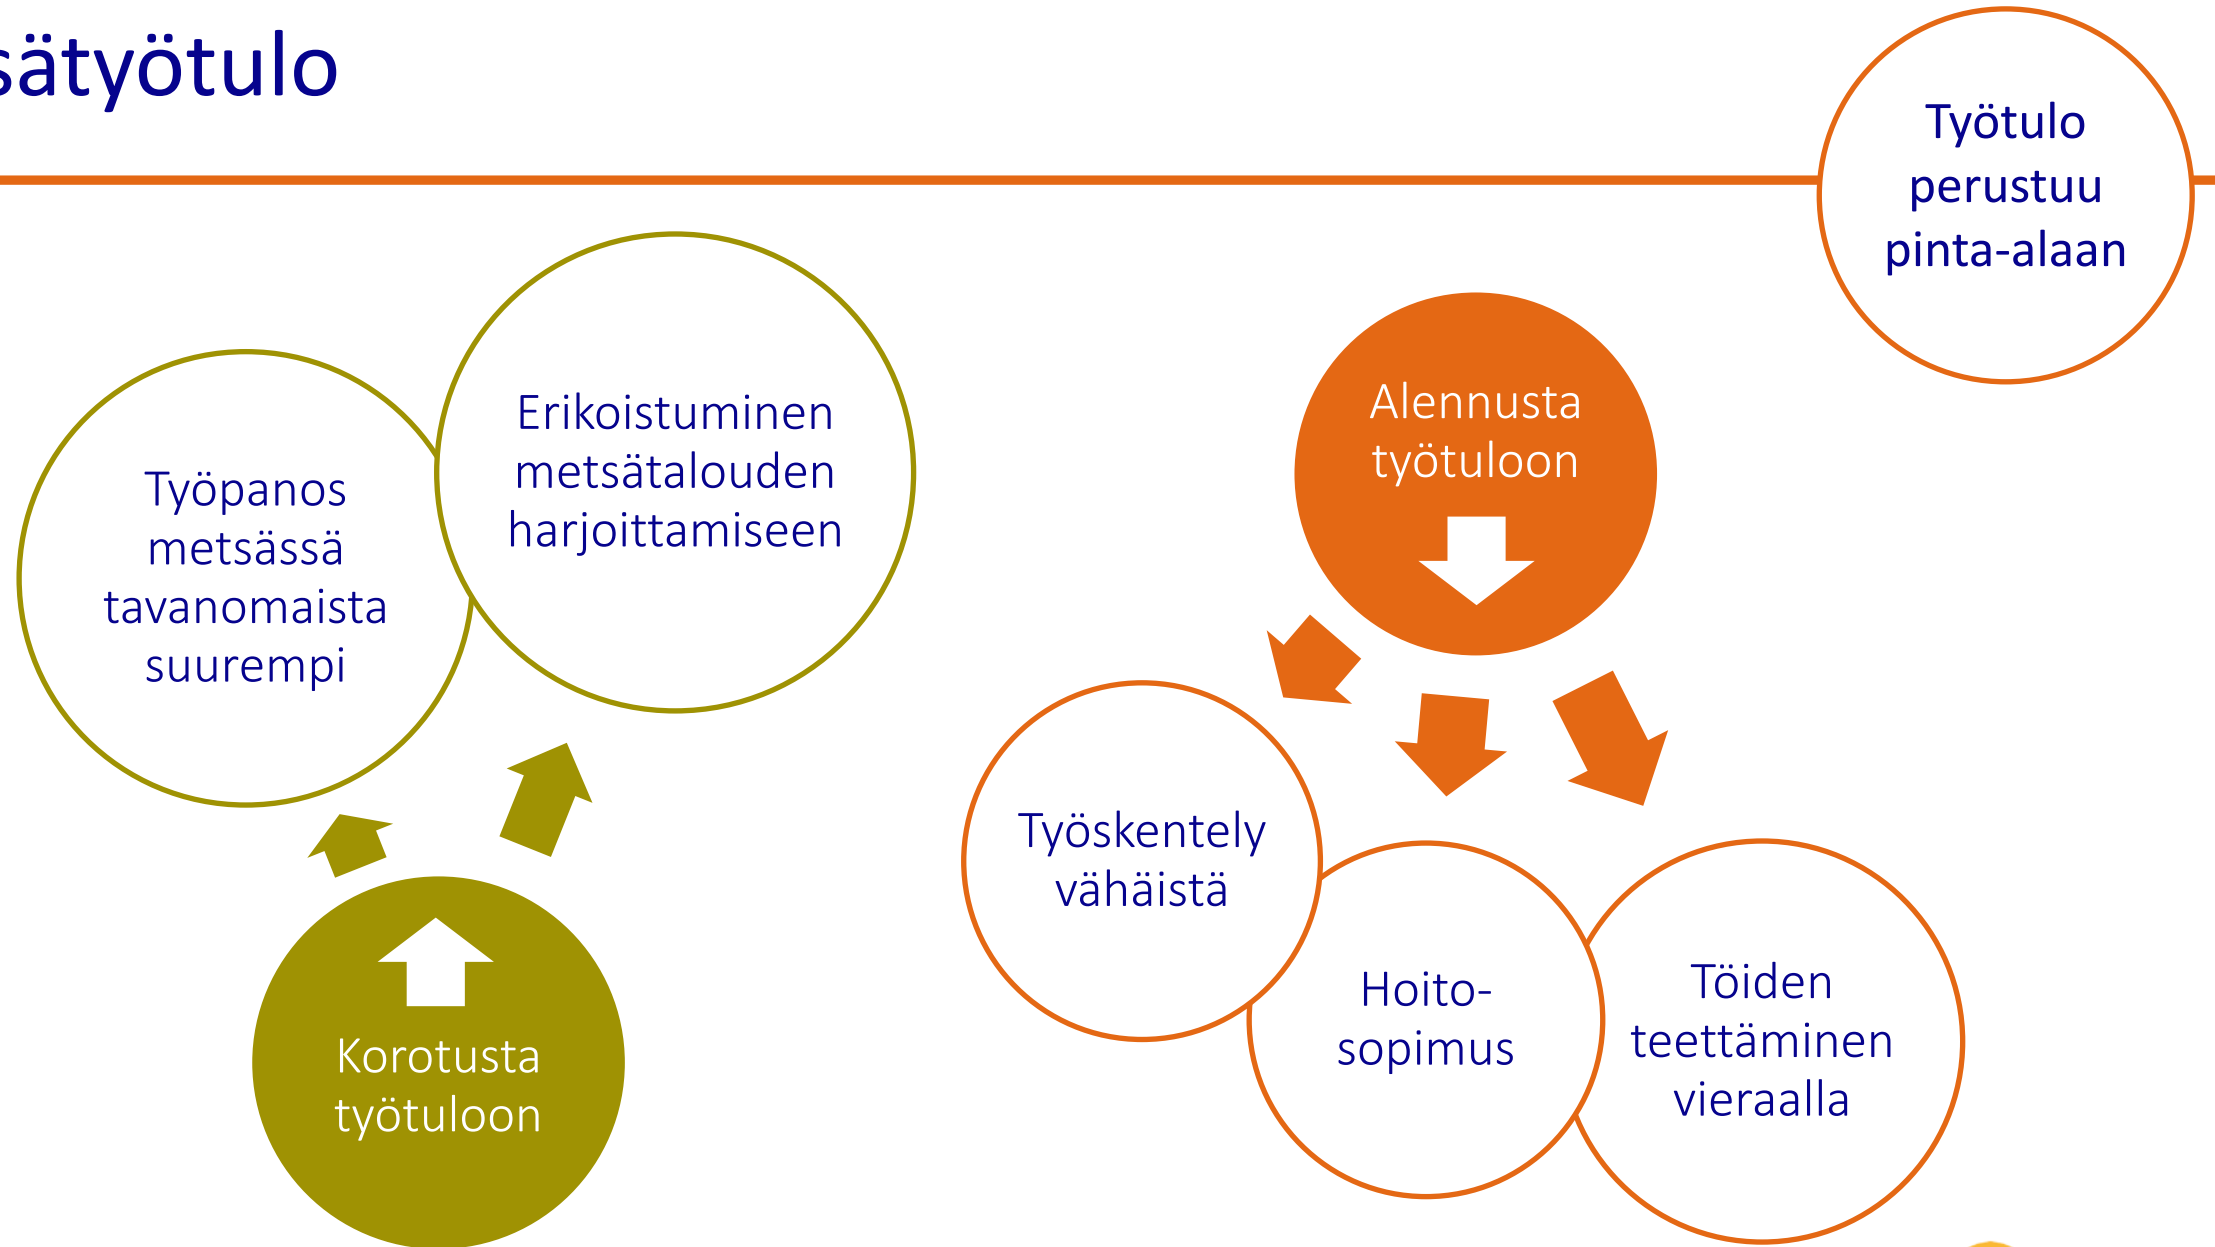 sätyötulo
Työtulo
perustuu
pinta-alaan
Erikoistuminen
metsätalouden
harjoittamiseen
Työpanos
metsässä
tavanomaista
suurempi
Korotusta
työtuloon
Alennusta
työtuloon
Työskentely
vähäistä
Hoito-
sopimus
Töiden
teettäminen
vieraalla